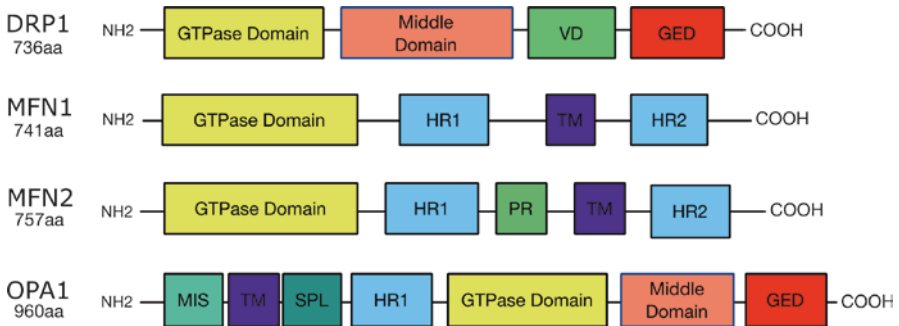 DRP1
736aa
NH2 GTPase Domain Middle Domain VD GED COOH
MFN1
741aa
NH2 GTPase Domain HR1 TM HR2 COOH
MFN2
757aa
NH2 GTPase Domain HR1 PR TM HR2 COOH
OPA1
960aa
NH2 MIS TM SPL HR1 GTPase Domain Middle Domain GED COOH